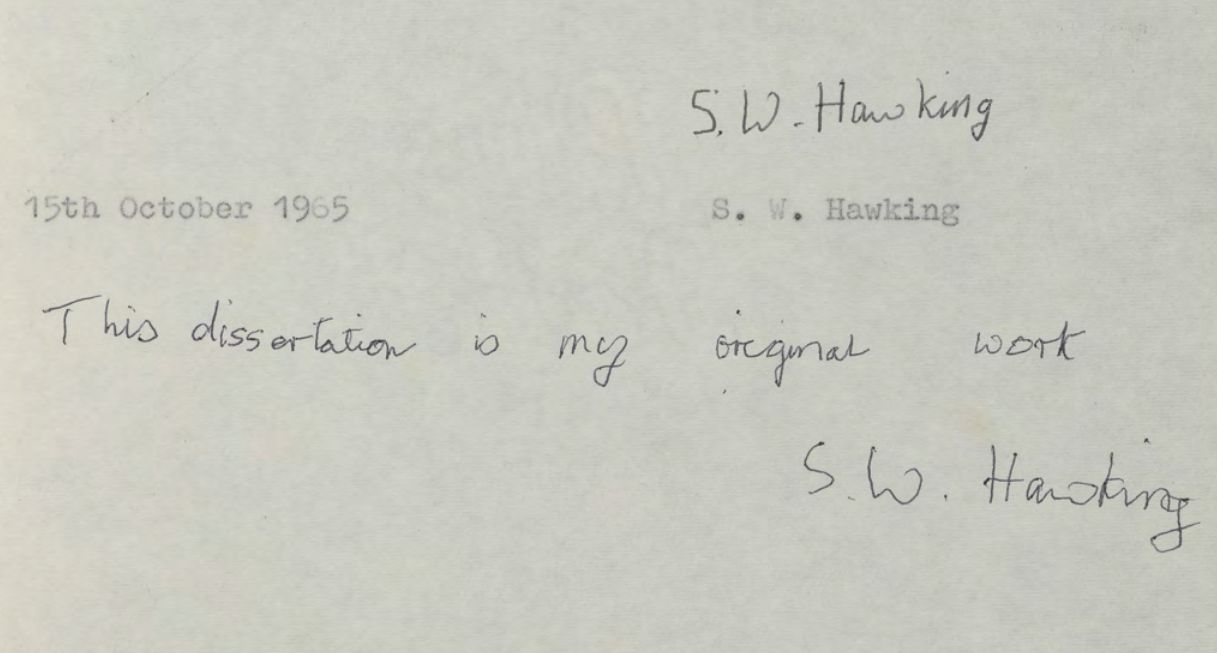 S. W. Hawking
15th October 1965 S. W. Hawking
This dissertation is my original work
S. W. Hawking